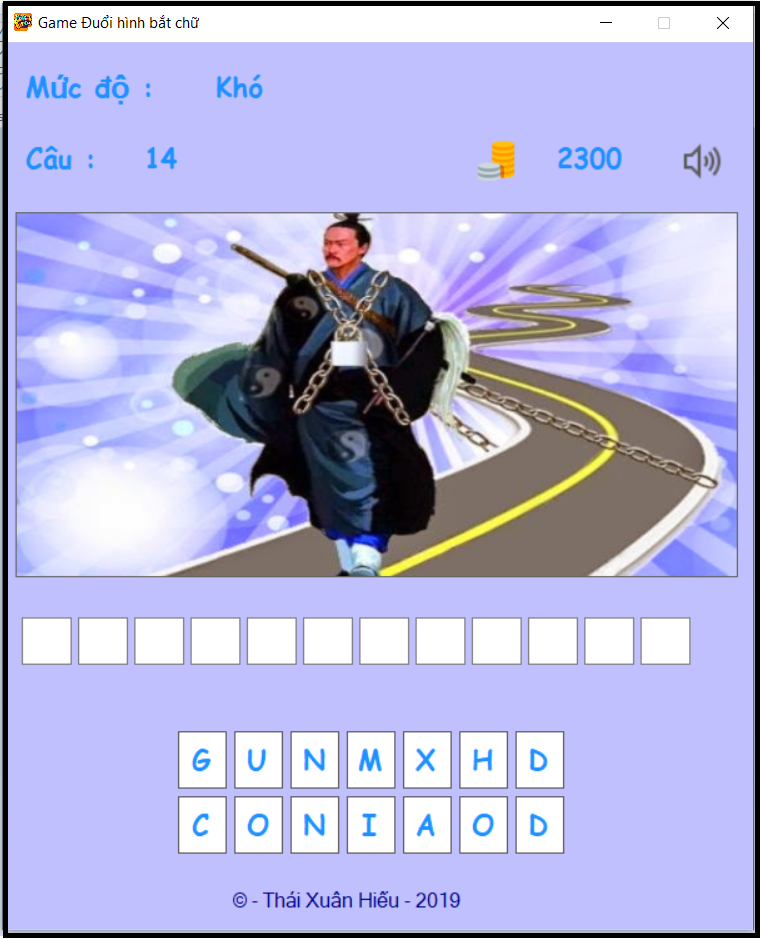 Game Đuổi hình bắt chữ
Mức độ : Khó
Câu : 14 2300
G U N M X H D
C O N I A O D
© - Thái Xuân Hiếu - 2019